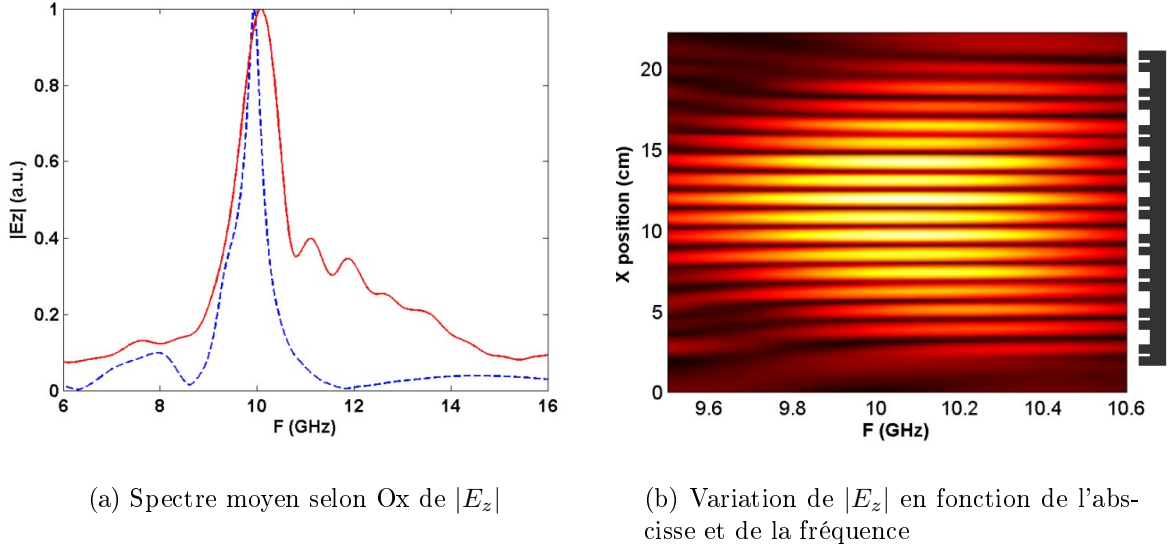 1
0.8
0.6
0.4
0.2
0
|Ez| (a.u.)
6 8 10 12 14 16
F (GHz)
20
15
10
5
0
X position (cm)
9.6 9.8 10 10.2 10.4 10.6
F (GHz)
(a) Spectre moyen selon Ox de |E_z|
(b) Variation de |E_z| en fonction de l'abs-
cisse et de la fréquence